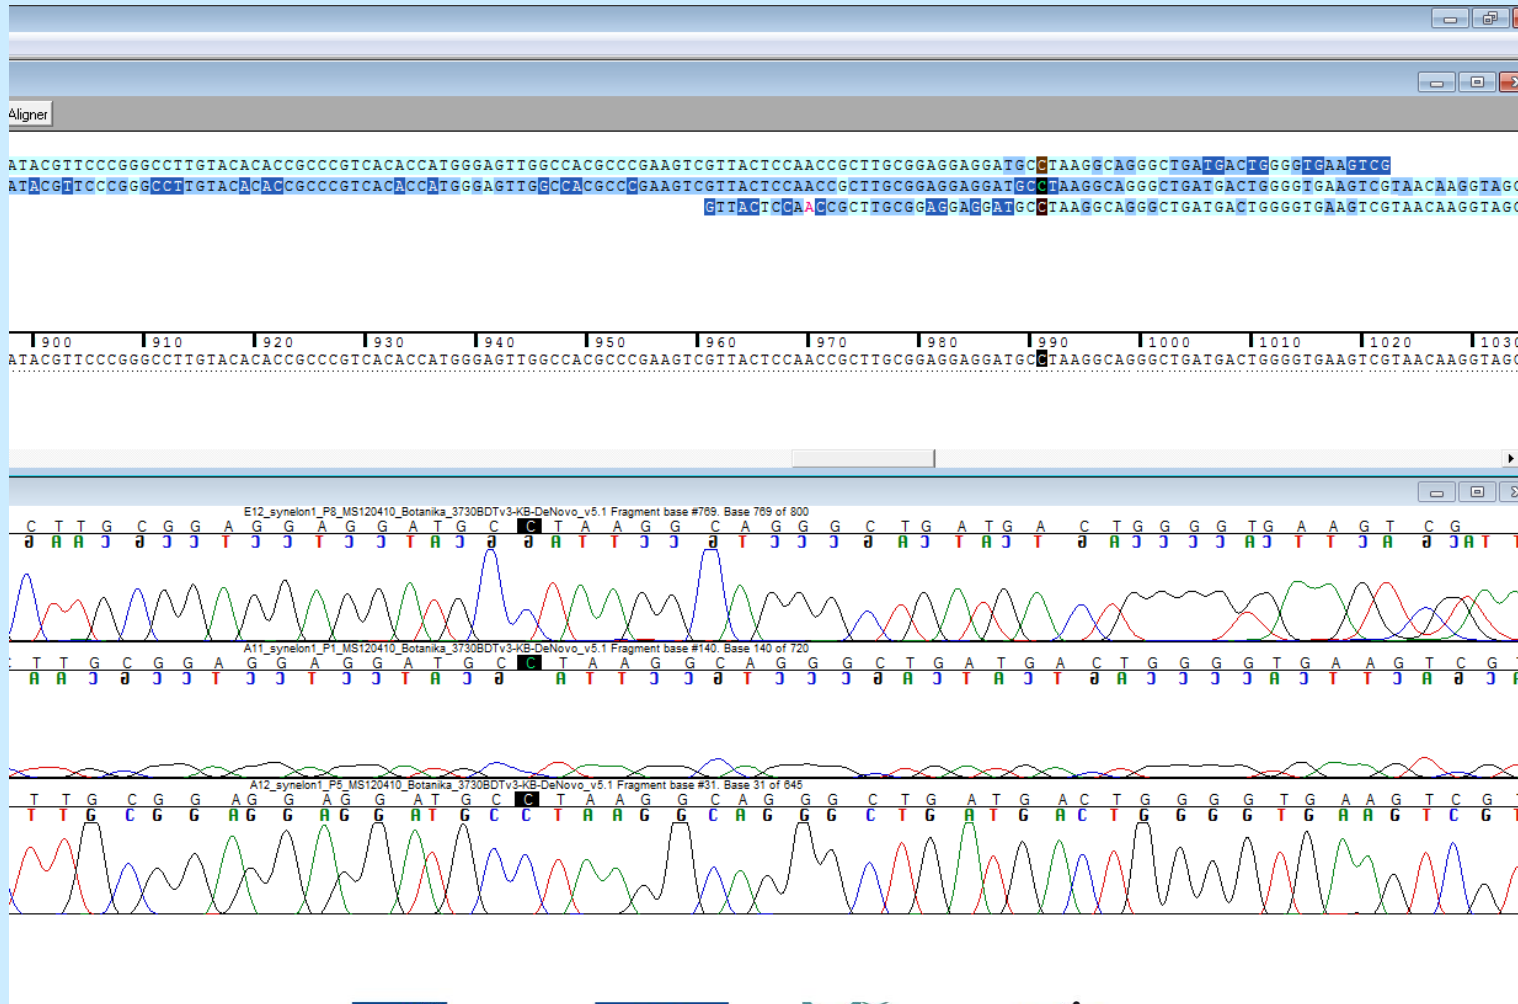 Aligner
ATACGTTCCCGGGCCTTGTACACACCGCCCGTCACACCATGGGAGTTGGCCACGCCCGAAGTCGTTACTCCAACCGCTTGCGGAGGAGGATGCCTAAGGCAGGGCTGATGACTGGGGTGAAGTCG
ATACGTTCCCGGGCCTTGTACACACCGCCCGTCACACCATGGGAGTTGGCCACGCCCGAAGTCGTTACTCCAACCGCTTGCGGAGGAGGATGCCTAAGGCAGGGCTGATGACTGGGGTGAAGTCGTAACAAGGTAGC
GTTACTCCAACCGCTTGCGGAGGAGGATGCCTAAGGCAGGGCTGATGACTGGGGTGAAGTCGTAACAAGGTAGC
900 910 920 930 940 950 960 970 980 990 1000 1010 1020 1030
ATACGTTCCCGGGCCTTGTACACACCGCCCGTCACACCATGGGAGTTGGCCACGCCCGAAGTCGTTACTCCAACCGCTTGCGGAGGAGGATGCCTAAGGCAGGGCTGATGACTGGGGTGAAGTCGTAACAAGGTAGC
E12_synelon1_P8_MS120410_Botanika_3730BDTv3-KB-DeNovo_v5.1 Fragment base #769. Base 769 of 800
C T T G C G G A G G A G G A T G C C T A A G G C A G G G C T G A T G A C T G G G G T G A A G T C G
G A A C G C C T C C T C C T A C G G A T T C C G T C C C G A C T A C T G A C C C C A C T T C A G C A T T
A11_synelon1_P1_MS120410_Botanika_3730BDTv3-KB-DeNovo_v5.1 Fragment base #140. Base 140 of 720
T T G C G G A G G A G G A T G C C T A A G G C A G G G C T G A T G A C T G G G G T G A A G T C G T
A A C G C C T C C T C C T A C G A T T C C G T C C C G A C T A C T G A C C C C A C T T C A G C A
A12_synelon1_P5_MS120410_Botanika_3730BDTv3-KB-DeNovo_v5.1 Fragment base #31. Base 31 of 645
T T G C G G A G G A G G A T G C C T A A G G C A G G G C T G A T G A C T G G G G T G A A G T C G T
T T G C G G A G G A G G A T G C C T A A G G C A G G G C T G A T G A C T G G G G T G A A G T C G T